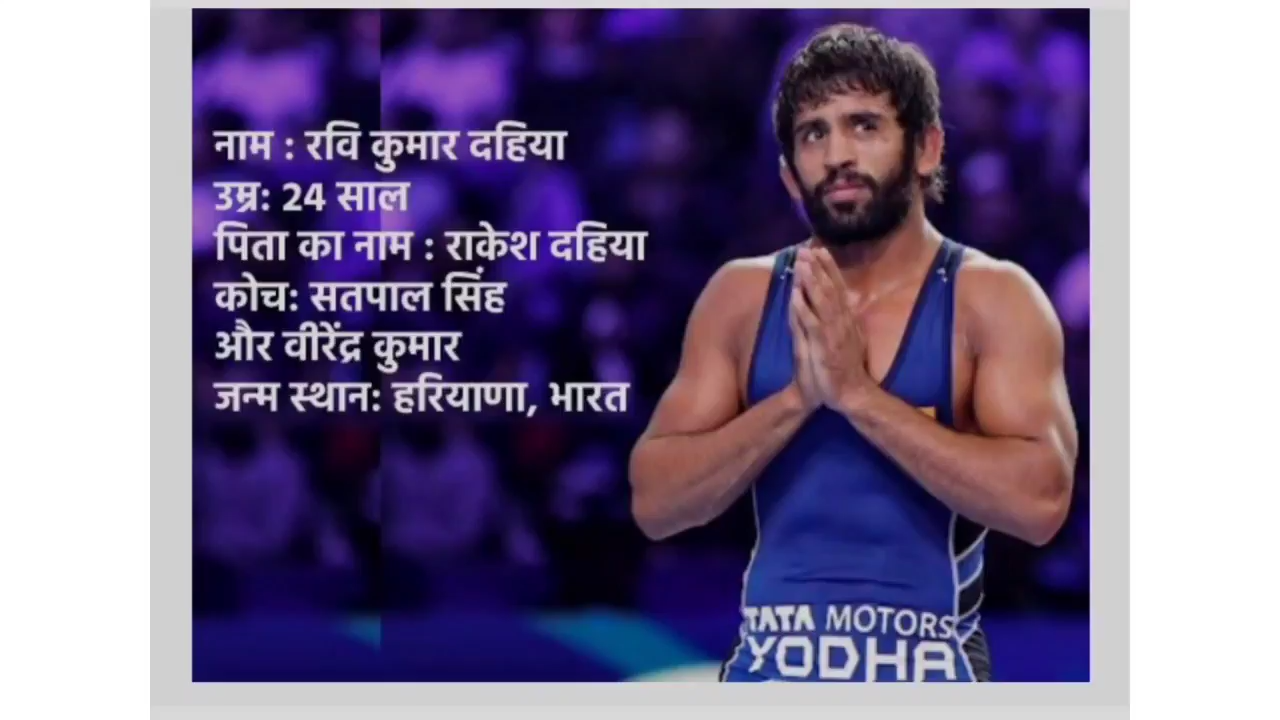 नाम : रवि कुमार दहिया
उम्र: 24 साल
पिता का नाम : राकेश दहिया
कोच: सतपाल सिंह
और वीरेंद्र कुमार
जन्म स्थान: हरियाणा, भारत
TATA MOTORS
YODHA